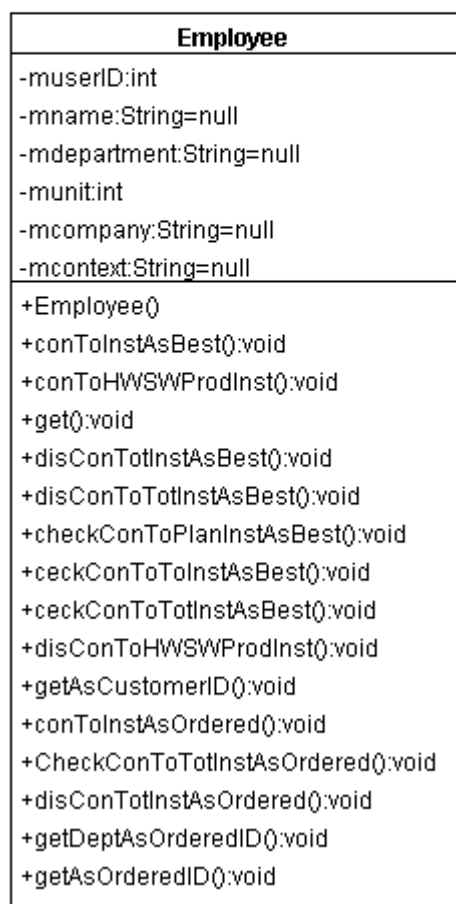 Employee
-muserID:int
-mname:String=null
-mdepartment:String=null
-munit:int
-mcompany:String=null
-mcontext:String=null
+Employee()
+conToInstAsBest():void
+conToHWSWProdInst():void
+get():void
+disConTotInstAsBest():void
+disConToTotInstAsBest():void
+checkConToPlanInstAsBest():void
+ceckConToToInstAsBest():void
+ceckConToTotInstAsBest():void
+disConToHWSWProdInst():void
+getAsCustomerID():void
+conToInstAsOrdered():void
+CheckConToTotInstAsOrdered():void
+disConTotInstAsOrdered():void
+getDeptAsOrderedID():void
+getAsOrderedID():void